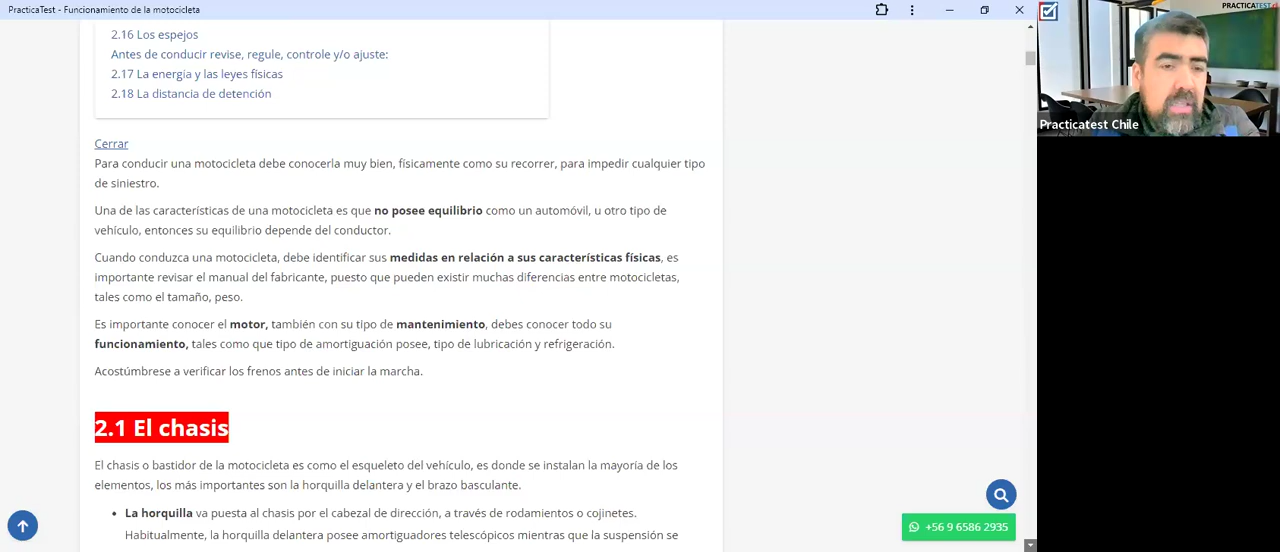 PracticaTest - Funcionamiento de la motocicleta
PRACTICATEST.cl
2.16 Los espejos
Antes de conducir revise, regule, controle y/o ajuste:
2.17 La energía y las leyes físicas
2.18 La distancia de detención
Practicatest Chile
Cerrar
Para conducir una motocicleta debe conocerla muy bien, físicamente como su recorrer, para impedir cualquier tipo
de siniestro.
Una de las características de una motocicleta es que no posee equilibrio como un automóvil, u otro tipo de
vehículo, entonces su equilibrio depende del conductor.
Cuando conduzca una motocicleta, debe identificar sus medidas en relación a sus características físicas, es
importante revisar el manual del fabricante, puesto que pueden existir muchas diferencias entre motocicletas,
tales como el tamaño, peso.
Es importante conocer el motor, también con su tipo de mantenimiento, debes conocer todo su
funcionamiento, tales como que tipo de amortiguación posee, tipo de lubricación y refrigeración.
Acostúmbrese a verificar los frenos antes de iniciar la marcha.
2.1 El chasis
El chasis o bastidor de la motocicleta es como el esqueleto del vehículo, es donde se instalan la mayoría de los
elementos, los más importantes son la horquilla delantera y el brazo basculante.
• La horquilla va puesta al chasis por el cabezal de dirección, a través de rodamientos o cojinetes.
Habitualmente, la horquilla delantera posee amortiguadores telescópicos mientras que la suspensión se
+56 9 6586 2935